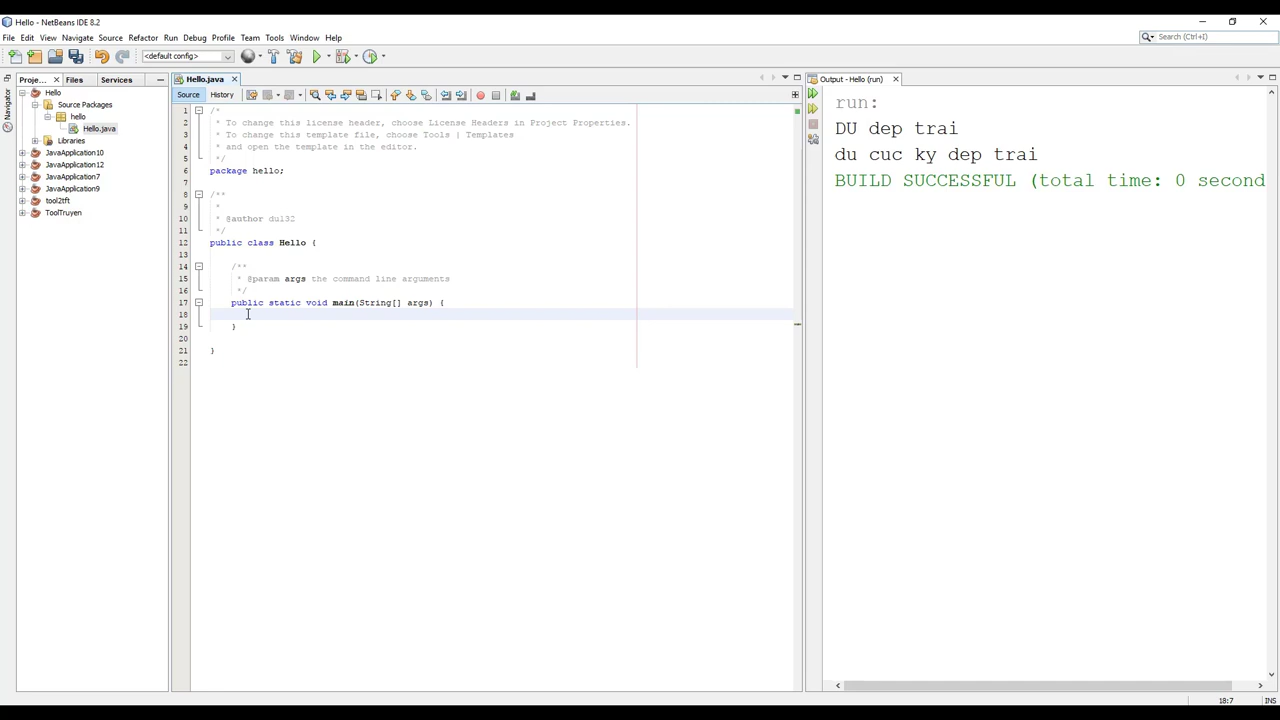 Hello - NetBeans IDE 8.2
File Edit View Navigate Source Refactor Run Debug Profile Team Tools Window Help
Search (Ctrl+I)
<default config>
Proje... Files Services
Hello.java
Output - Hello (run)
Navigator
Hello
Source Packages
hello
Hello.java
Libraries
JavaApplication10
JavaApplication12
JavaApplication7
JavaApplication9
tool2tft
ToolTruyen
Source History
1 /*
2 * To change this license header, choose License Headers in Project Properties.
3 * To change this template file, choose Tools | Templates
4 * and open the template in the editor.
5 */
6 package hello;
7
8 /**
9 *
10 * @author du132
11 */
12 public class Hello {
13
14 /**
15 * @param args the command line arguments
16 */
17 public static void main(String[] args) {
18
19 }
20
21 }
22
run:
DU dep trai
du cuc ky dep trai
BUILD SUCCESSFUL (total time: 0 second
18:7 INS